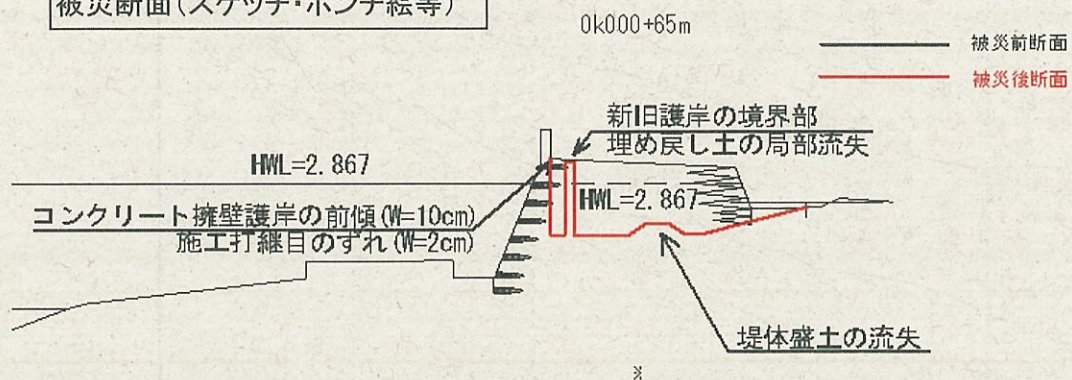 被災断面(スケッチ・ポンチ絵等)
0k000+65m
被災前断面
被災後断面
新旧護岸の境界部
埋め戻し土の局部流失
HWL=2.867
HWL=2.867
コンクリート擁壁護岸の前傾(W=10cm)
施工打継目のずれ(W=2cm)
堤体盛土の流失
※